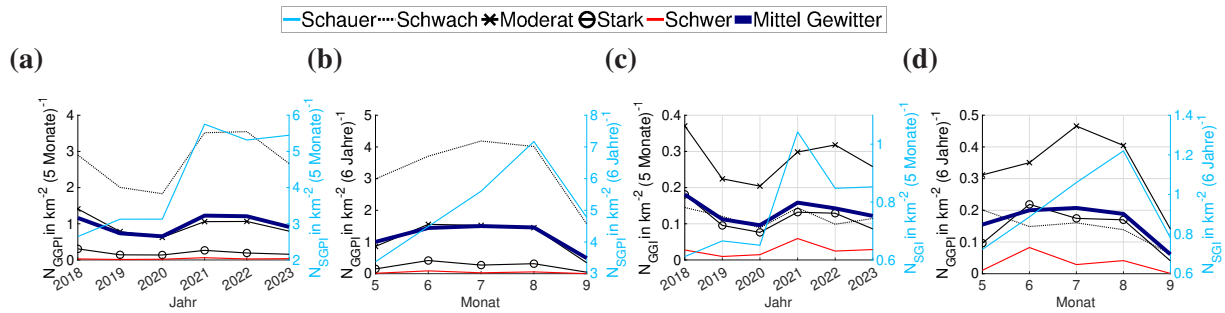 Schauer Schwach Moderat Stark Schwer Mittel Gewitter
(a) (b) (c) (d)
N_GGPI in km^-2 (5 Monate)^-1
4
3
2
1
0
2018 2019 2020 2021 2022 2023
Jahr
6
5
4
3
2
N_SGPI in km^-2 (5 Monate)^-1
N_GGPI in km^-2 (6 Jahre)^-1
5
4
3
2
1
0
5 6 7 8 9
Monat
8
7
6
5
4
3
N_SGPI in km^-2 (6 Jahre)^-1
N_GGI in km^-2 (5 Monate)^-1
0.4
0.3
0.2
0.1
0
2018 2019 2020 2021 2022 2023
Jahr
1
0.8
0.6
N_SGI in km^-2 (5 Monate)^-1
N_GGI in km^-2 (6 Jahre)^-1
0.5
0.4
0.3
0.2
0.1
0
5 6 7 8 9
Monat
1.4
1.2
1
0.8
0.6
N_SGI in km^-2 (6 Jahre)^-1